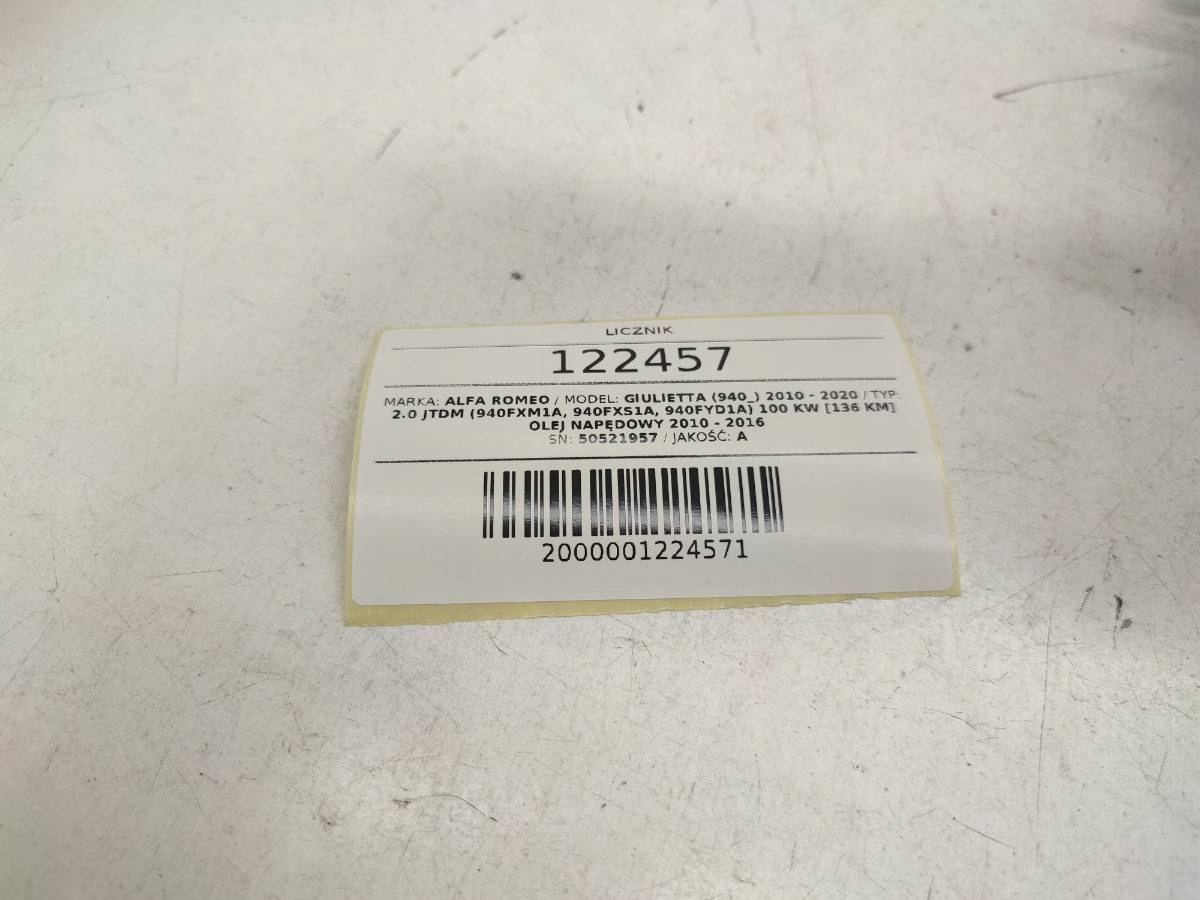 LICZNIK
122457
MARKA: ALFA ROMEO / MODEL: GIULIETTA (940_) 2010 - 2020 / TYP:
2.0 JTDM (940FXM1A, 940FXS1A, 940FYD1A) 100 KW [136 KM]
OLEJ NAPĘDOWY 2010 - 2016
SN: 50521957 / JAKOŚĆ: A
2000001224571